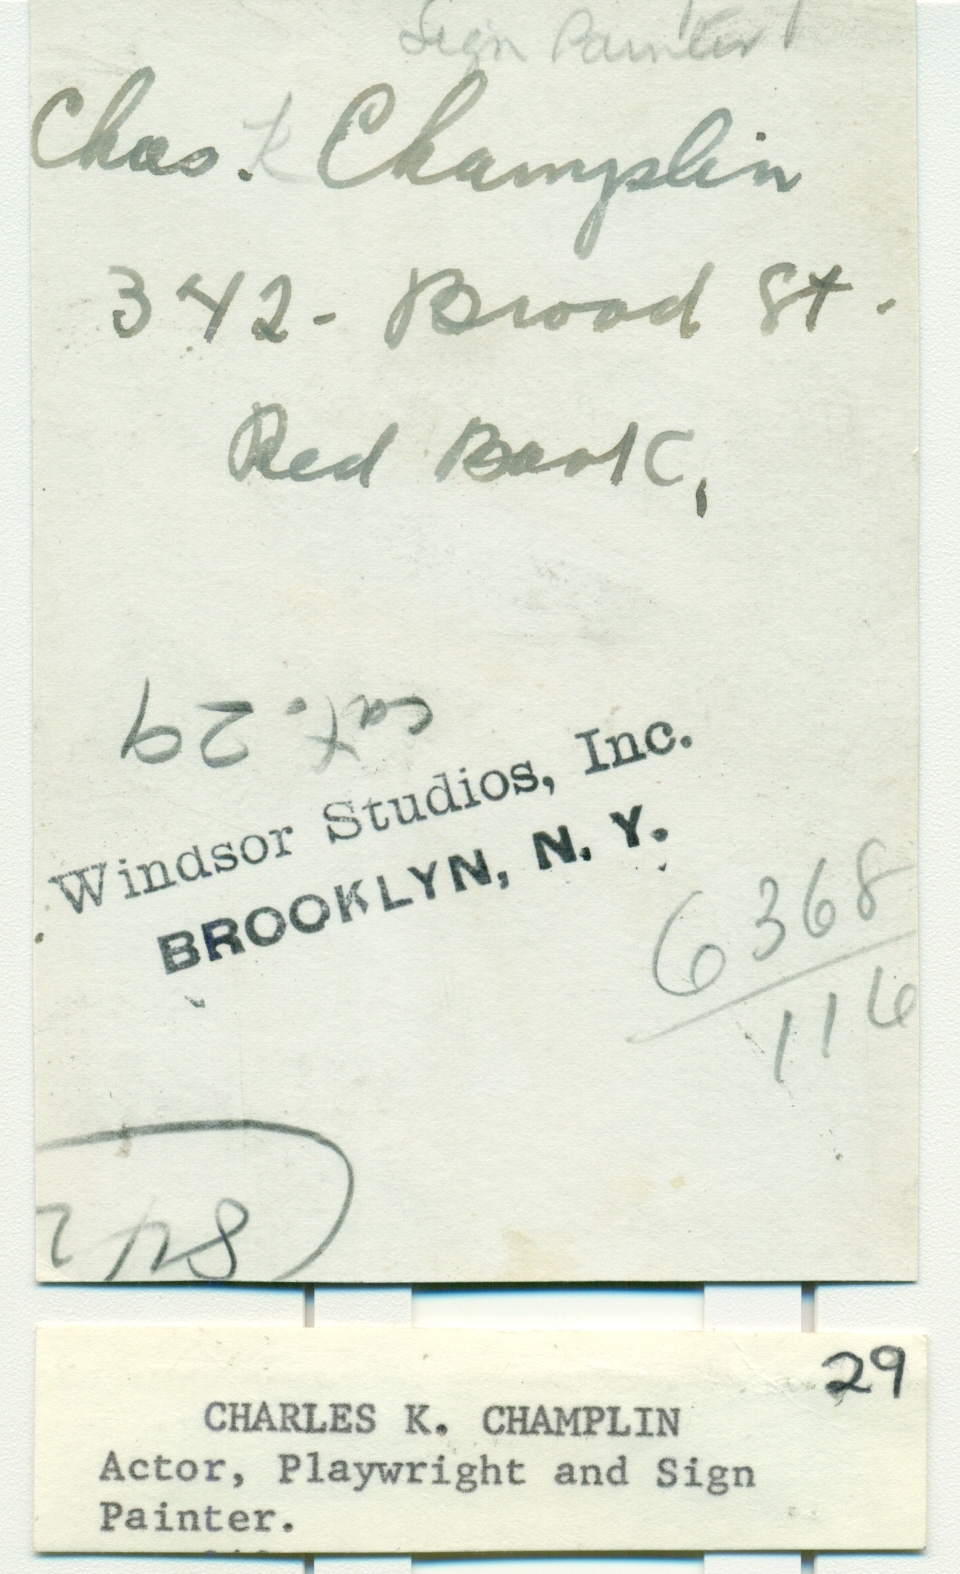 Sign Painter
Chas. K Champlin
342 - Broad St.
Red Bank,
cat. 29
Windsor Studios, Inc.
BROOKLYN, N. Y.
6368
116
29
CHARLES K. CHAMPLIN
Actor, Playwright and Sign
Painter.